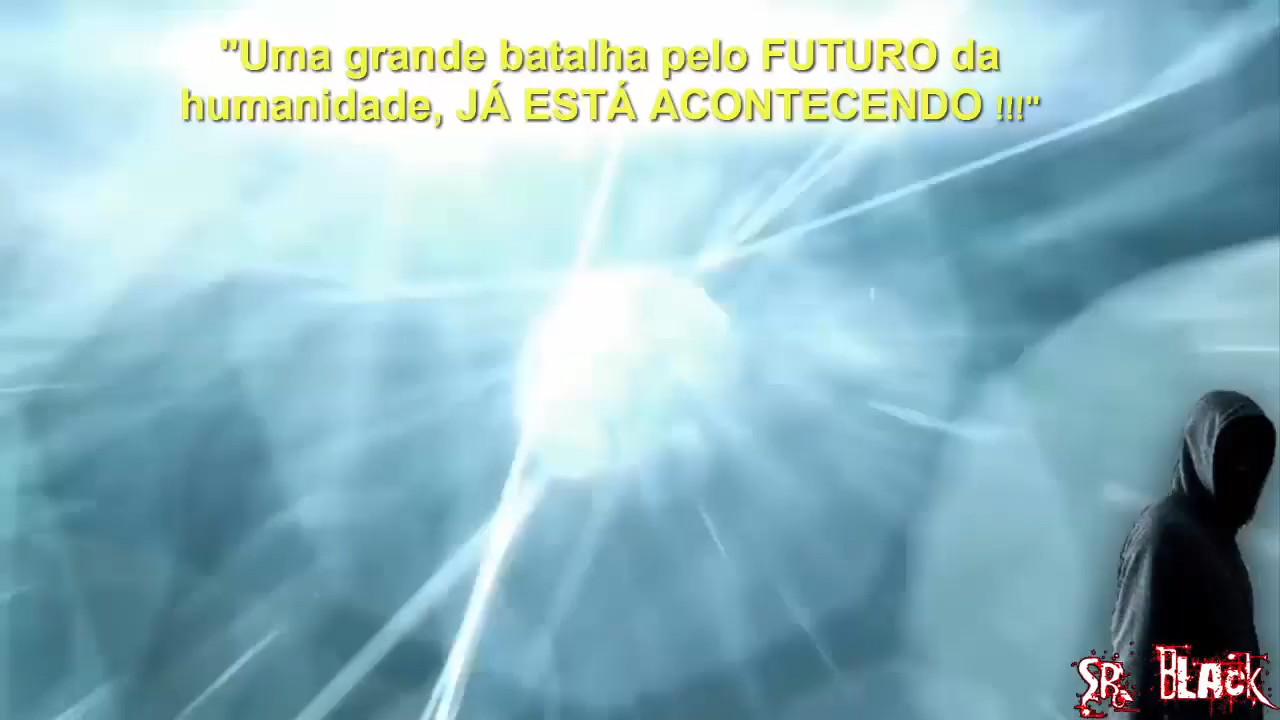 "Uma grande batalha pelo FUTURO da
humanidade, JÁ ESTÁ ACONTECENDO !!!"
SR. BLACK